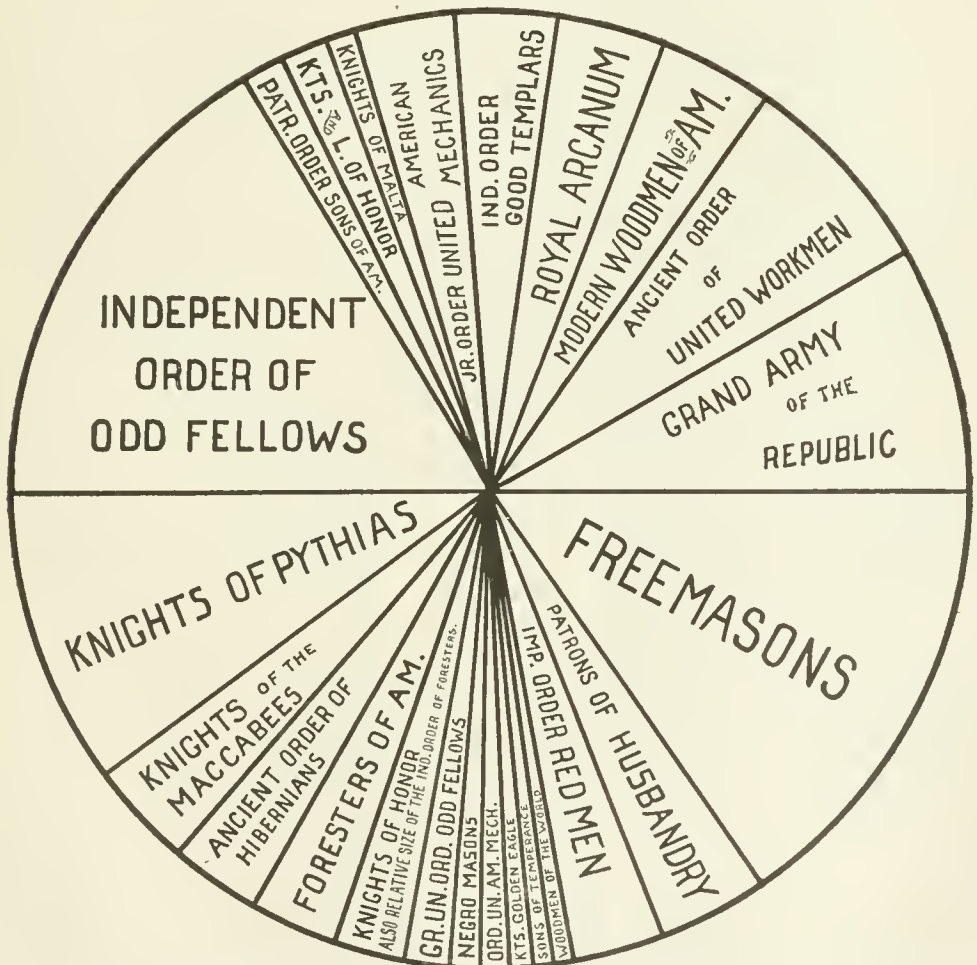 INDEPENDENT
ORDER OF
ODD FELLOWS
PATR. ORDER SONS OF AM.
KTS. AND L. OF HONOR
KNIGHTS OF MALTA
AMERICAN
JR. ORDER UNITED MECHANICS
IND. ORDER
GOOD TEMPLARS
ROYAL ARCANUM
MODERN WOODMEN OF AM.
ANCIENT ORDER
OF
UNITED WORKMEN
GRAND ARMY
OF THE
REPUBLIC
FREEMASONS
PATRONS OF HUSBANDRY
IMP. ORDER RED MEN
WOODMEN OF THE WORLD
SONS OF TEMPERANCE
KTS. GOLDEN EAGLE
ORD. UN. AM. MECH.
NEGRO MASONS
GR. UN. ORD. ODD FELLOWS
KNIGHTS OF HONOR
ALSO RELATIVE SIZE OF THE IND. ORDER OF FORESTERS.
FORESTERS OF AM.
ANCIENT ORDER OF
HIBERNIANS
KNIGHTS OF THE
MACCABEES
KNIGHTS OF PYTHIAS